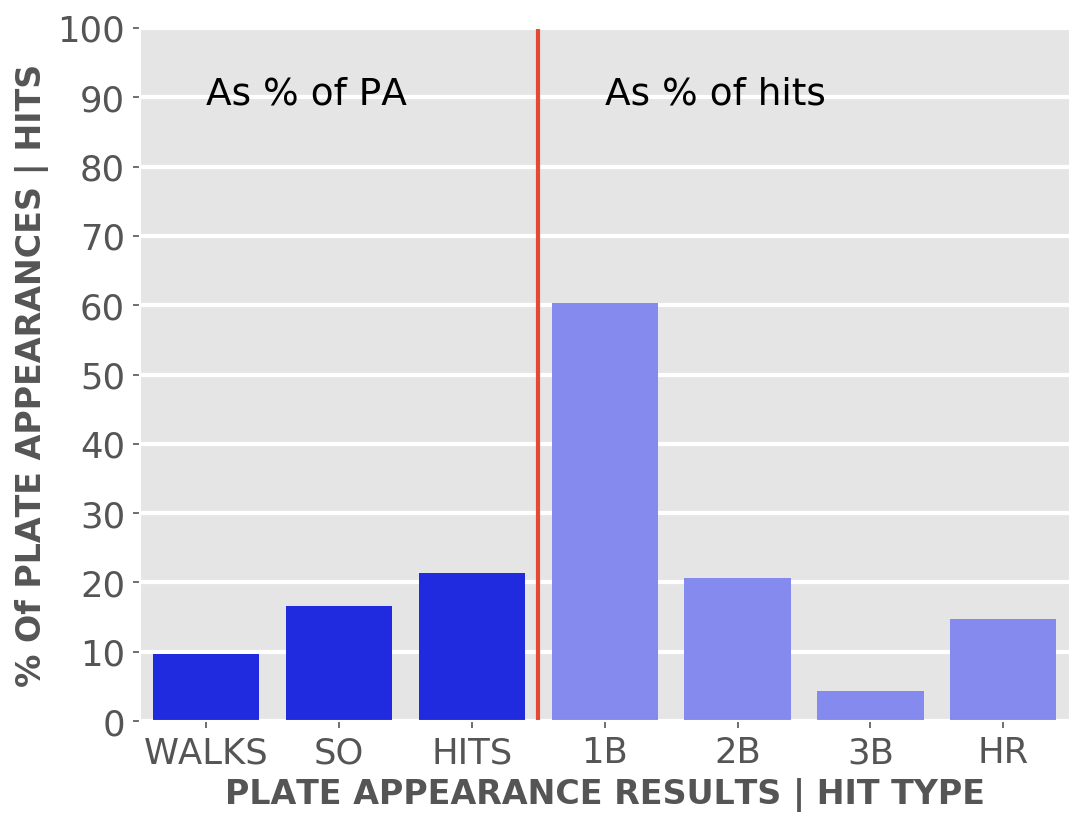 As % of PA
As % of hits
% Of PLATE APPEARANCES | HITS
100
90
80
70
60
50
40
30
20
10
0
WALKS SO HITS 1B 2B 3B HR
PLATE APPEARANCE RESULTS | HIT TYPE